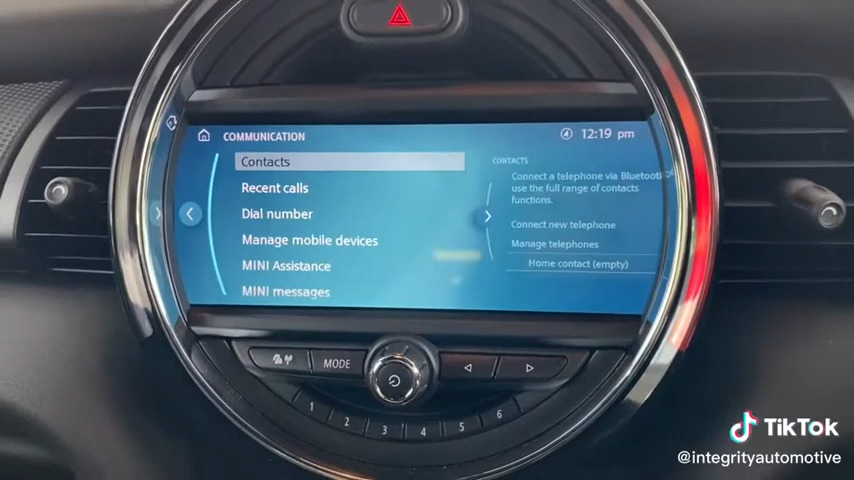 COMMUNICATION
4 12:19 pm
Contacts
Recent calls
Dial number
Manage mobile devices
MINI Assistance
MINI messages
CONTACTS
Connect a telephone via Bluetooth
use the full range of contacts
functions.
Connect new telephone
Manage telephones
Home contact (empty)
MODE
1 2 3 4 5 6
TikTok
@integrityautomotive